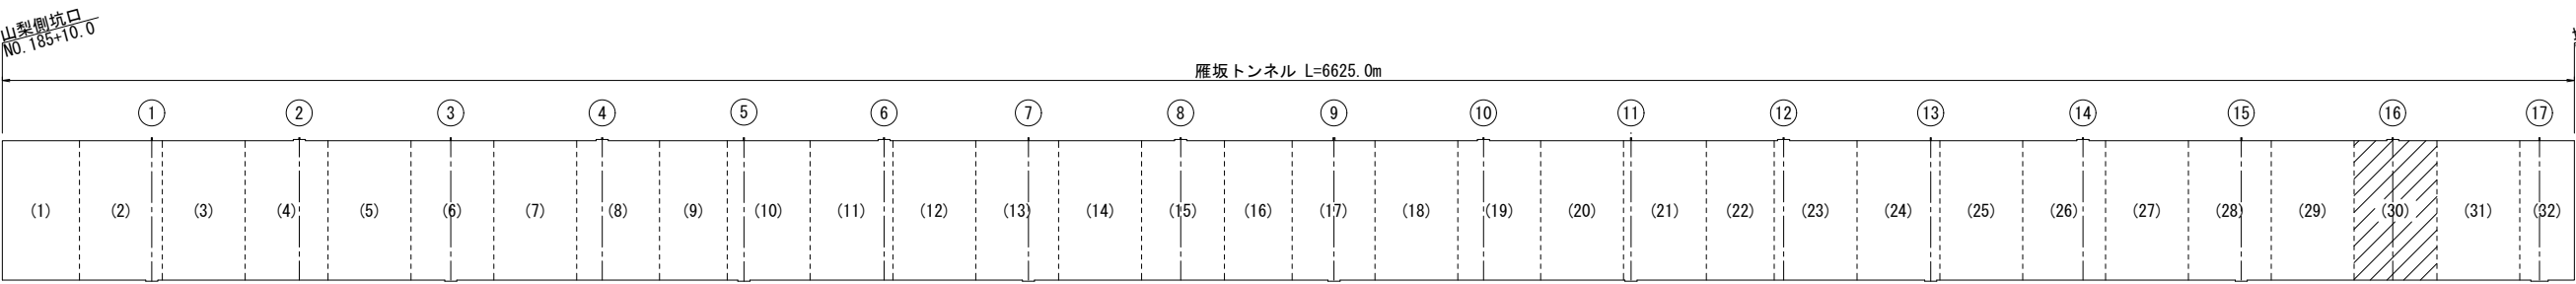 山梨側坑口
NO.185+10.0
雁坂トンネル L=6625.0m
① ② ③ ④ ⑤ ⑥ ⑦ ⑧ ⑨ ⑩ ⑪ ⑫ ⑬ ⑭ ⑮ ⑯ ⑰
(1) (2) (3) (4) (5) (6) (7) (8) (9) (10) (11) (12) (13) (14) (15) (16) (17) (18) (19) (20) (21) (22) (23) (24) (25) (26) (27) (28) (29) (30) (31) (32)